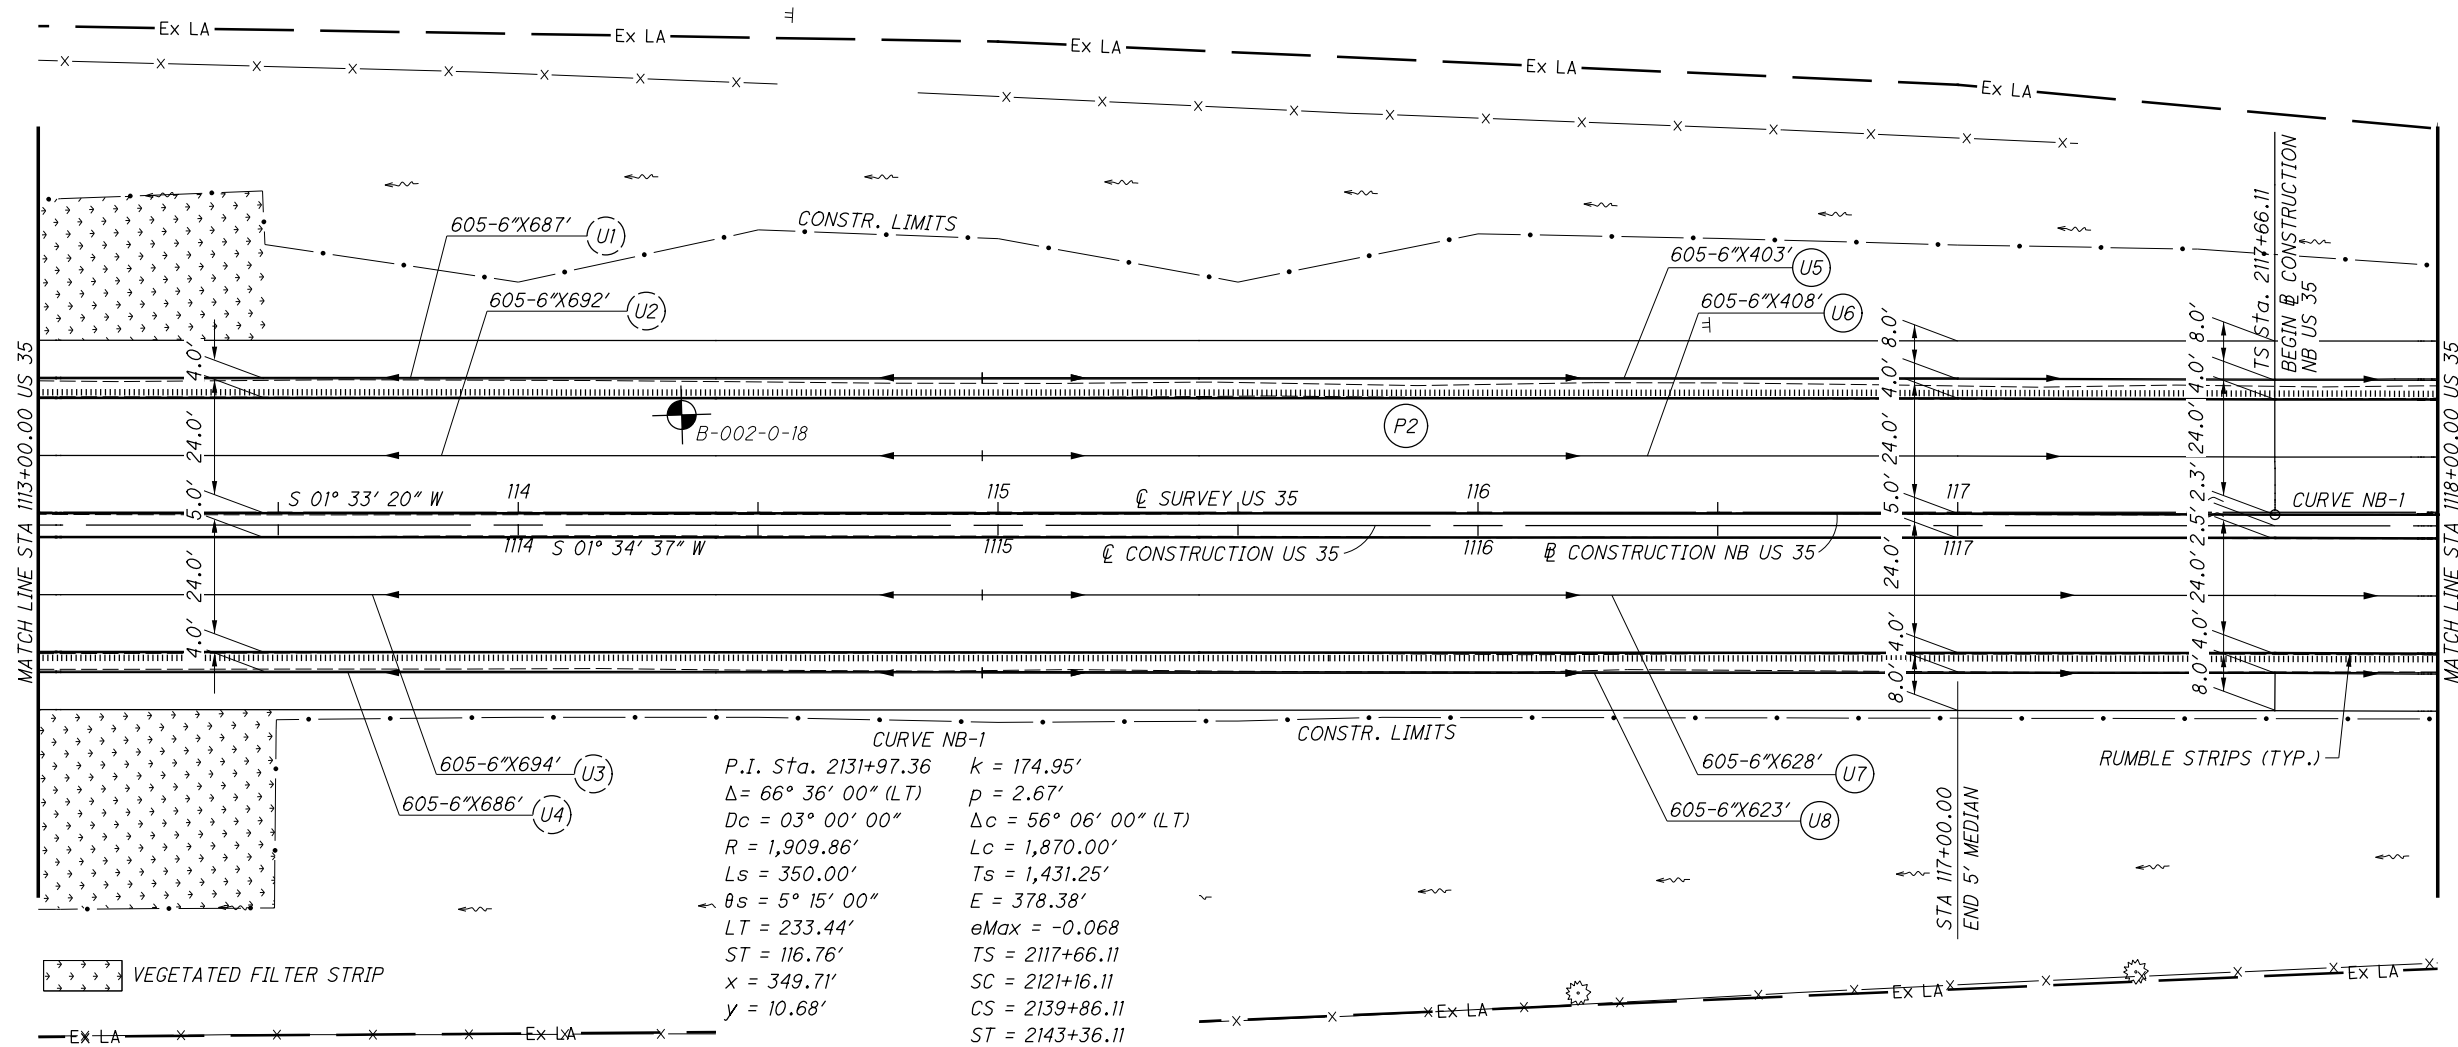 Ex LA
Ex LA
Ex LA
Ex LA
Ex LA
605-6"X687' U1
CONSTR. LIMITS
605-6"X692' U2
605-6"X403' U5
605-6"X408' U6
TS Sta. 2117+66.11
BEGIN ⅊ CONSTRUCTION
NB US 35
MATCH LINE STA 1113+00.00 US 35
MATCH LINE STA 1118+00.00 US 35
4.0'
24.0'
5.0'
24.0'
4.0'
8.0'
4.0'
24.0'
5.0'
24.0'
4.0'
8.0'
8.0'
4.0'
24.0'
2.3'
2.5'
24.0'
4.0'
8.0'
B-002-0-18
P2
S 01° 33' 20" W
114
115
℄ SURVEY US 35
116
117
CURVE NB-1
1114
S 01° 34' 37" W
1115
℄ CONSTRUCTION US 35
1116
⅊ CONSTRUCTION NB US 35
1117
CONSTR. LIMITS
RUMBLE STRIPS (TYP.)
605-6"X694' U3
605-6"X686' U4
605-6"X628' U7
605-6"X623' U8
STA 1117+00.00
END 5' MEDIAN
CURVE NB-1
P.I. Sta. 2131+97.36
Δ= 66° 36' 00" (LT)
Dc = 03° 00' 00"
R = 1,909.86'
Ls = 350.00'
θs = 5° 15' 00"
LT = 233.44'
ST = 116.76'
x = 349.71'
y = 10.68'
k = 174.95'
p = 2.67'
Δc = 56° 06' 00" (LT)
Lc = 1,870.00'
Ts = 1,431.25'
E = 378.38'
eMax = -0.068
TS = 2117+66.11
SC = 2121+16.11
CS = 2139+86.11
ST = 2143+36.11
VEGETATED FILTER STRIP
Ex LA
Ex LA
Ex LA
Ex LA
Ex LA